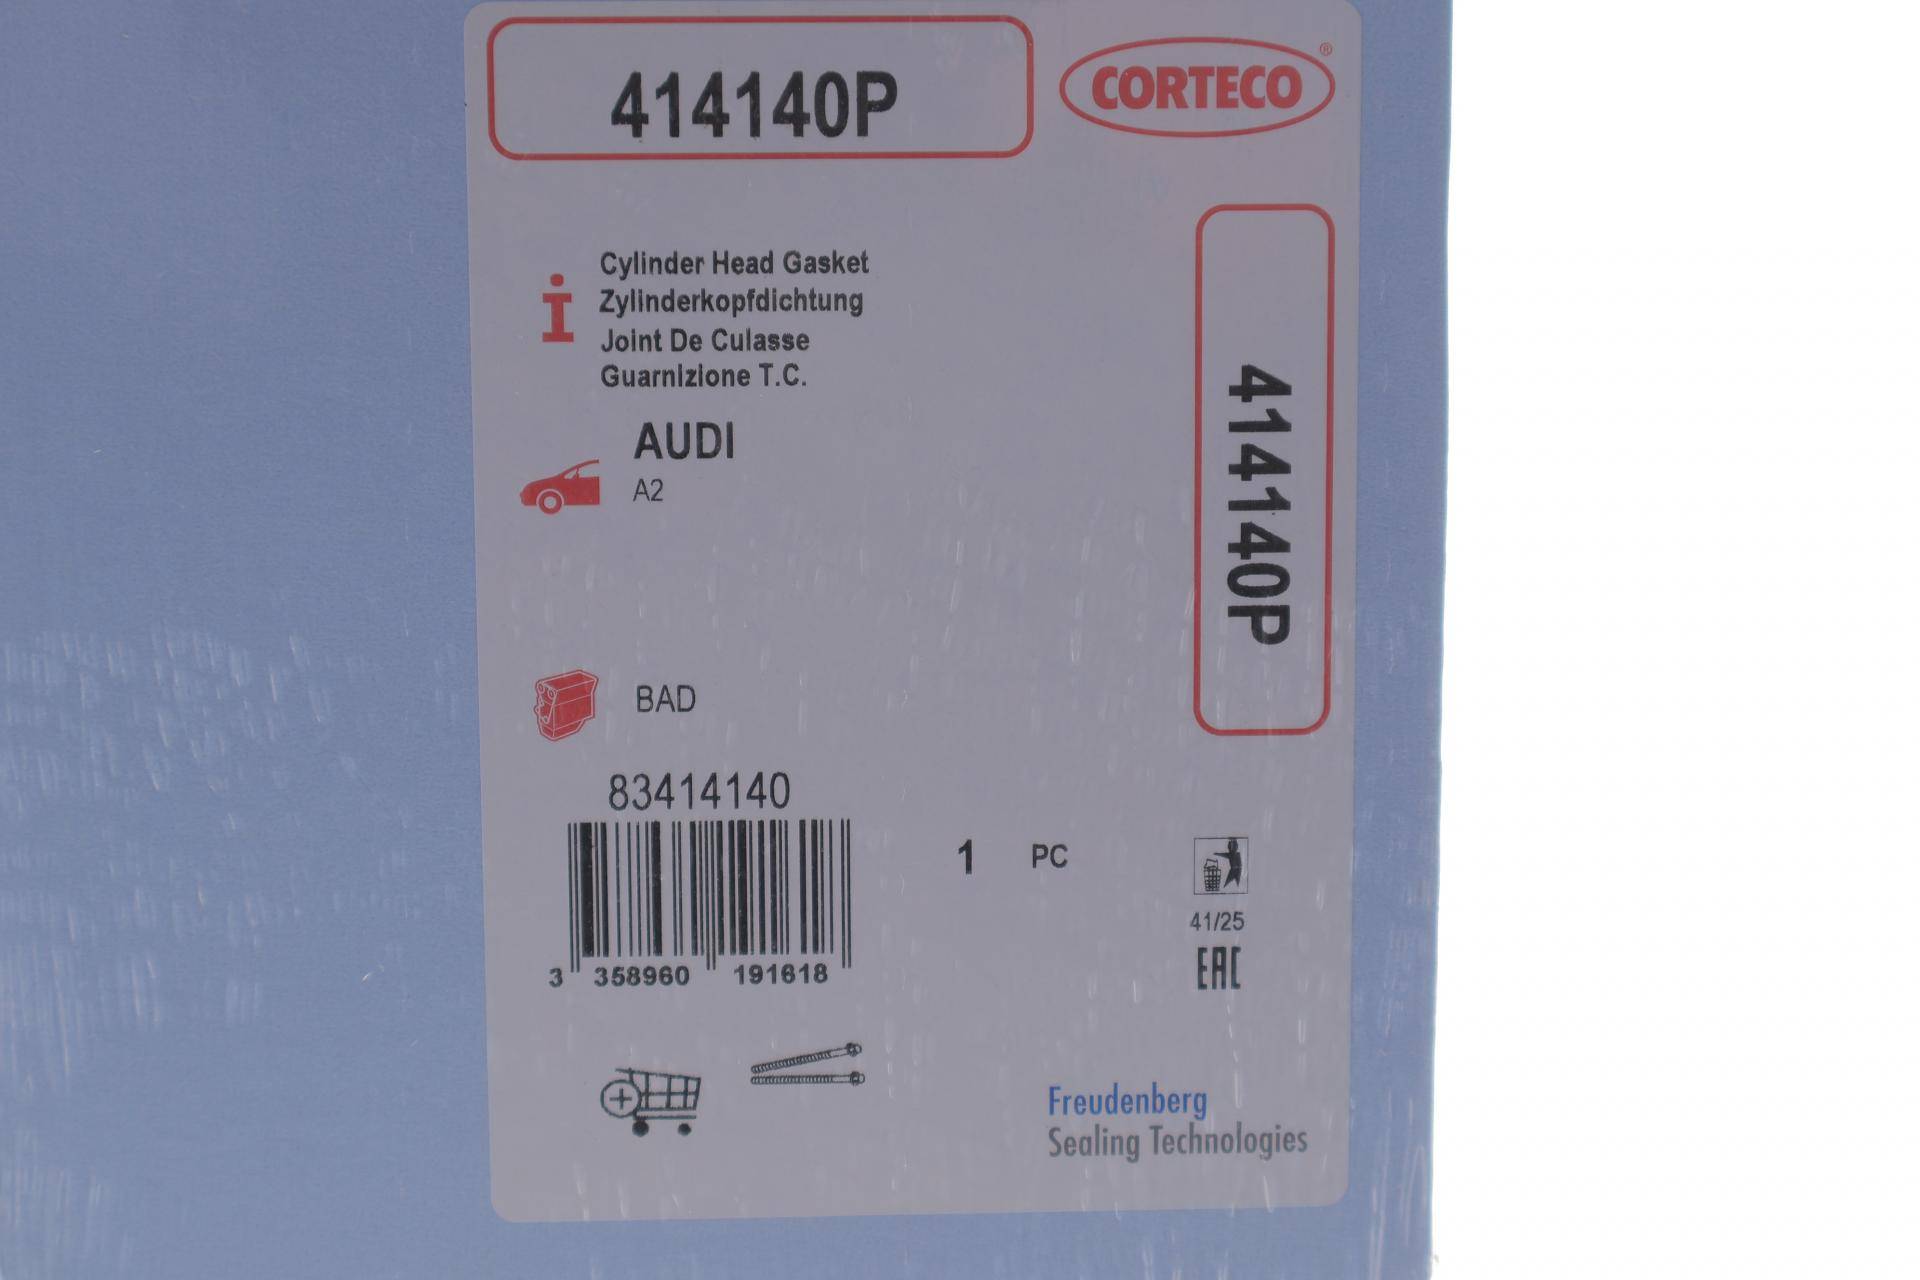 414140P
CORTECO®
Cylinder Head Gasket
Zylinderkopfdichtung
Joint De Culasse
Guarnizione T.C.
AUDI
A2
414140P
BAD
83414140
3 358960 191618
1 PC
41/25
EAC
Freudenberg
Sealing Technologies